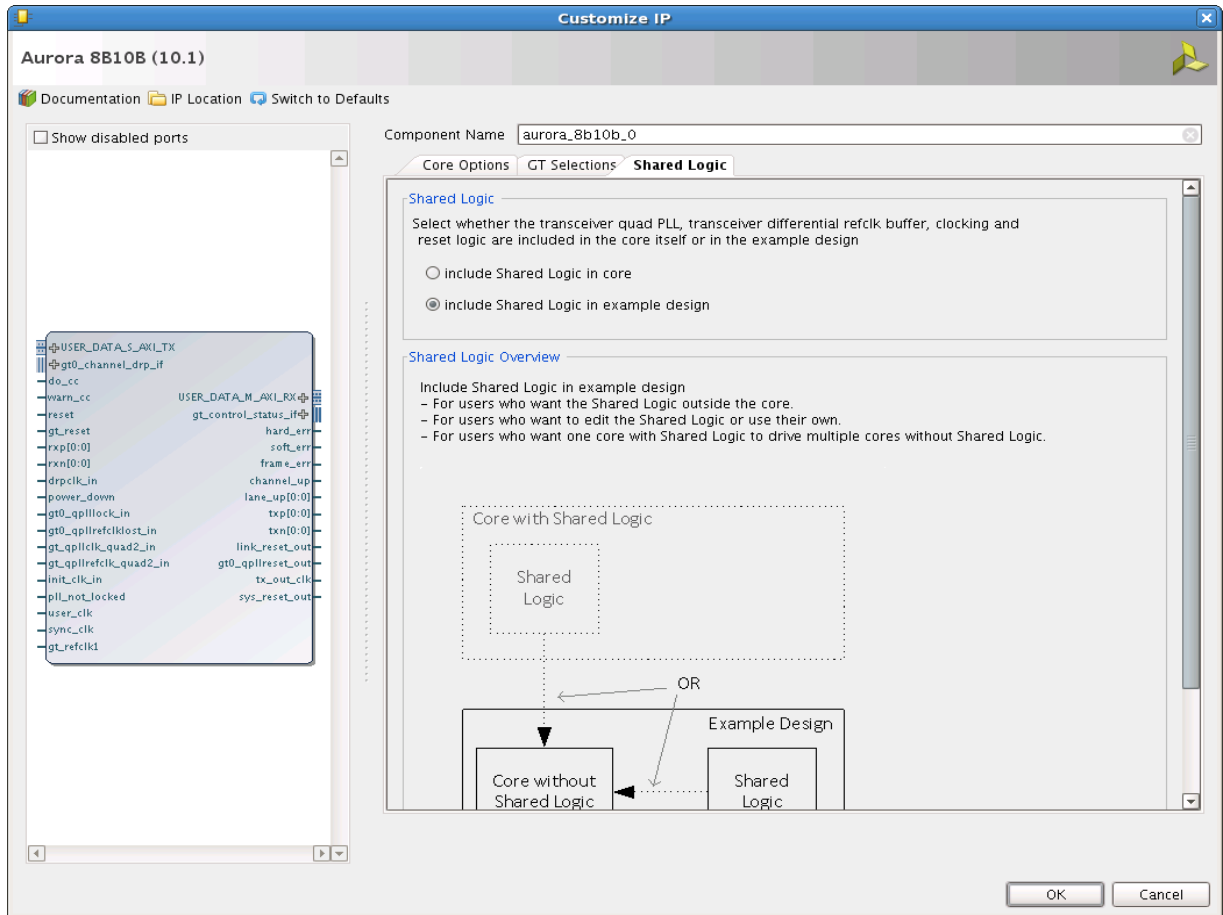 Customize IP
Aurora 8B10B (10.1)
Documentation IP Location Switch to Defaults
Show disabled ports
USER_DATA_S_AXI_TX
gt0_channel_drp_if
do_cc
warn_cc
reset
gt_reset
rxp[0:0]
rxn[0:0]
drpclk_in
power_down
gt0_qplllock_in
gt0_qpllrefclklost_in
gt_qpllclk_quad2_in
gt_qpllrefclk_quad2_in
init_clk_in
pll_not_locked
user_clk
sync_clk
gt_refclk1
USER_DATA_M_AXI_RX
gt_control_status_if
hard_err
soft_err
frame_err
channel_up
lane_up[0:0]
txp[0:0]
txn[0:0]
link_reset_out
gt0_qpllreset_out
tx_out_clk
sys_reset_out
Component Name aurora_8b10b_0
Core Options GT Selections Shared Logic
Shared Logic
Select whether the transceiver quad PLL, transceiver differential refclk buffer, clocking and
reset logic are included in the core itself or in the example design
include Shared Logic in core
include Shared Logic in example design
Shared Logic Overview
Include Shared Logic in example design
– For users who want the Shared Logic outside the core.
– For users who want to edit the Shared Logic or use their own.
– For users who want one core with Shared Logic to drive multiple cores without Shared Logic.
Core with Shared Logic
Shared
Logic
OR
Example Design
Core without
Shared Logic
Shared
Logic
OK Cancel